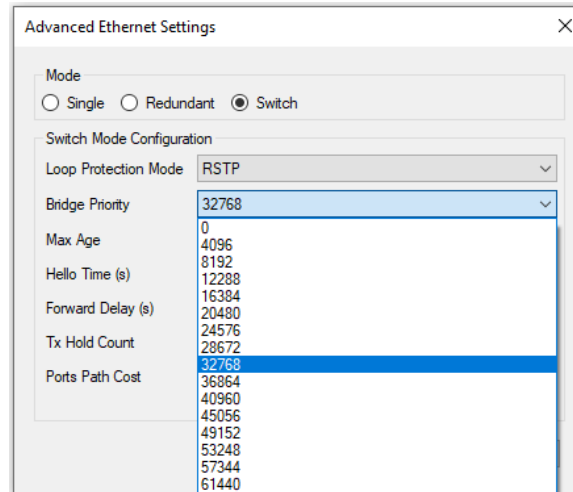 Advanced Ethernet Settings
Mode
Single Redundant Switch
Switch Mode Configuration
Loop Protection Mode RSTP
Bridge Priority 32768
Max Age
Hello Time (s)
Forward Delay (s)
Tx Hold Count
Ports Path Cost
0
4096
8192
12288
16384
20480
24576
28672
32768
36864
40960
45056
49152
53248
57344
61440